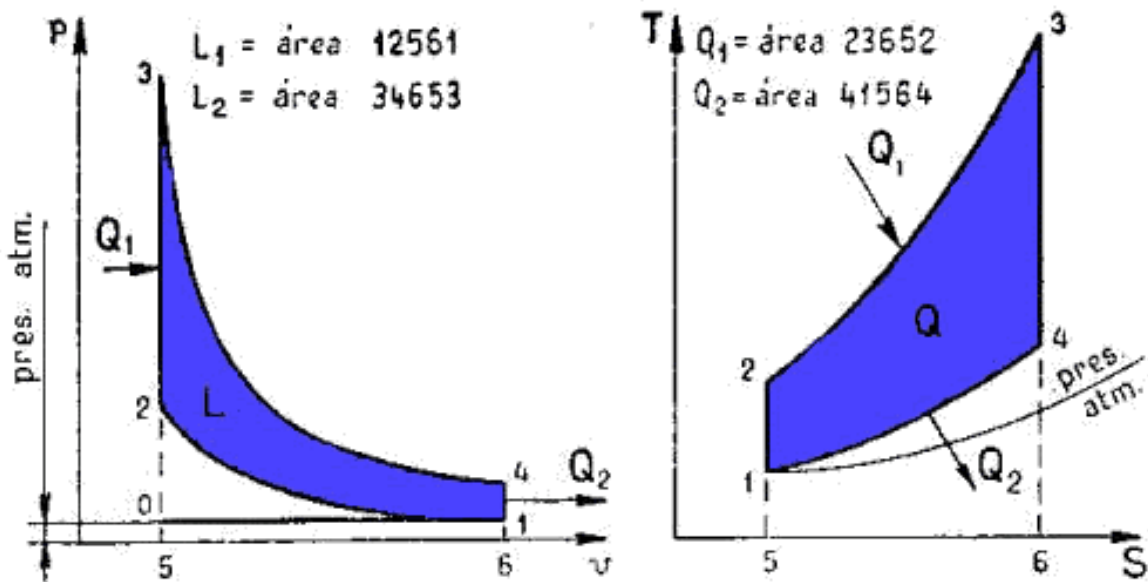 p
L₁ = área 12561
L₂ = área 34653
3
Q₁
pres. atm.
2
L
0
4
Q₂
1
5
6
v
T
Q₁ = área 23652
Q₂ = área 41564
3
Q₁
Q
2
4
pres.
atm.
1
Q₂
5
6
S